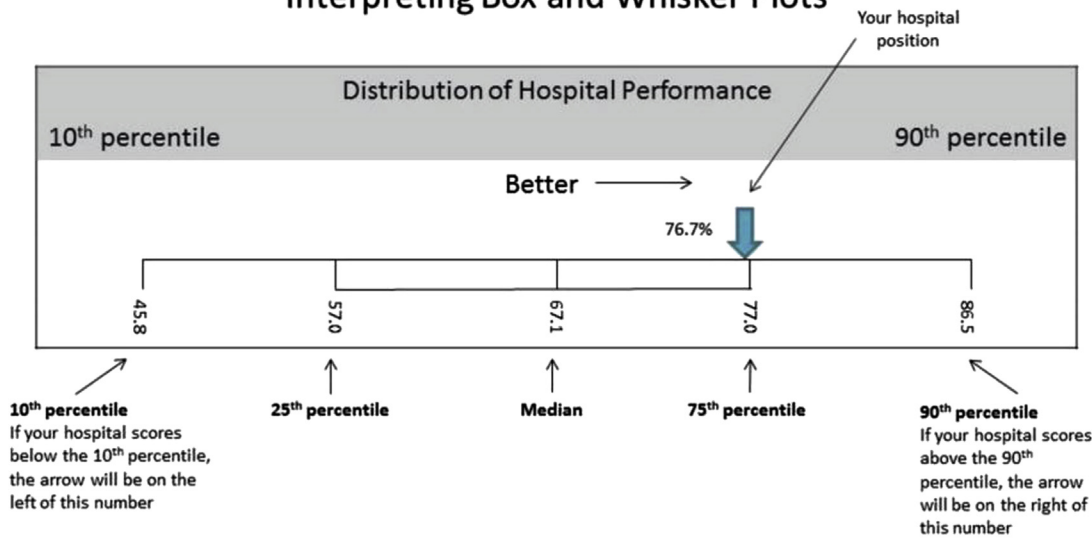 Interpreting Box and Whisker Plots
Your hospital
position
Distribution of Hospital Performance
10th percentile
90th percentile
Better
76.7%
45.8
57.0
67.1
77.0
86.5
10th percentile
If your hospital scores
below the 10th percentile,
the arrow will be on the
left of this number
25th percentile
Median
75th percentile
90th percentile
If your hospital scores
above the 90th
percentile, the arrow
will be on the right of
this number